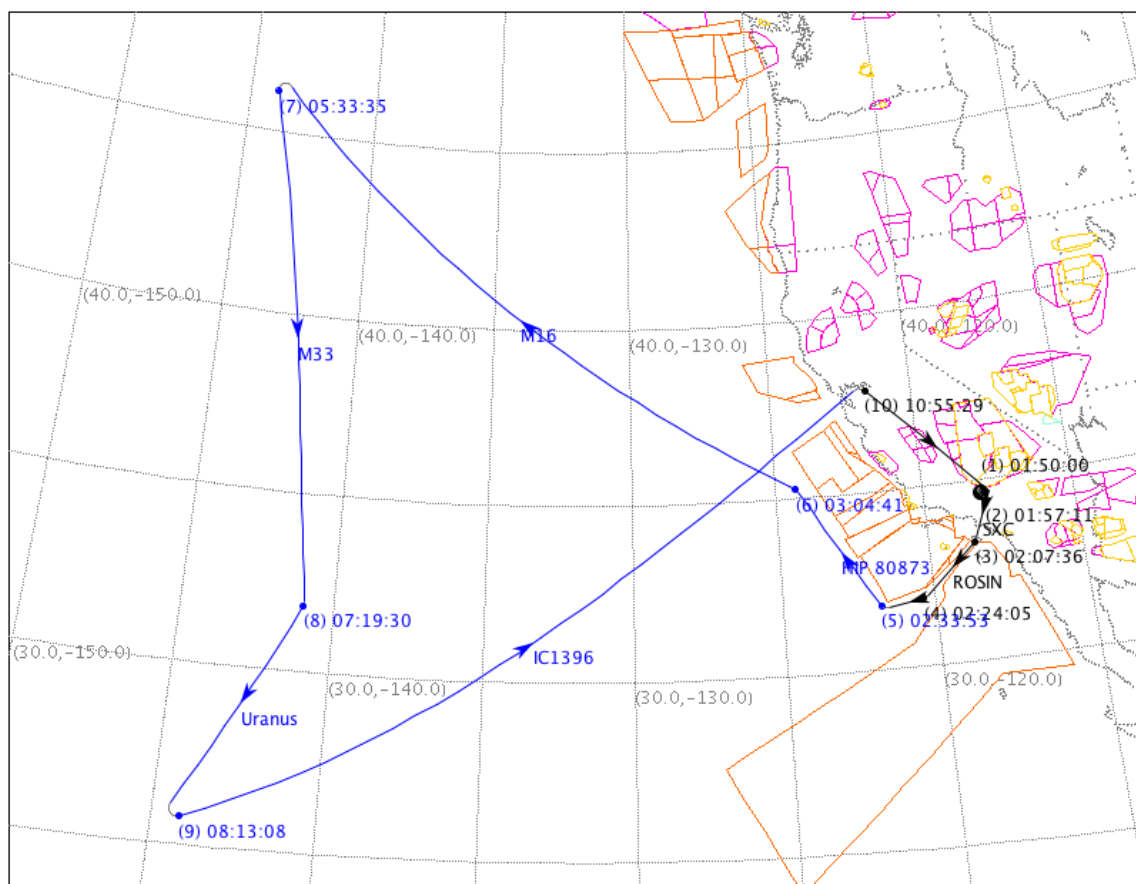 (7) 05:33:35
(40.0,-150.0)
(40.0,-140.0)
M16
(40.0,-130.0)
(40.0,-120.0)
M33
(10) 10:55:29
(1) 01:50:00
(6) 03:04:41
(2) 01:57:11
SXC
(3) 02:07:36
HIP 80873
ROSIN
(8) 07:19:30
(5) 02:33:53
(4) 02:24:05
(30.0,-150.0)
IC1396
(30.0,-140.0)
(30.0,-130.0)
(30.0,-120.0)
Uranus
(9) 08:13:08